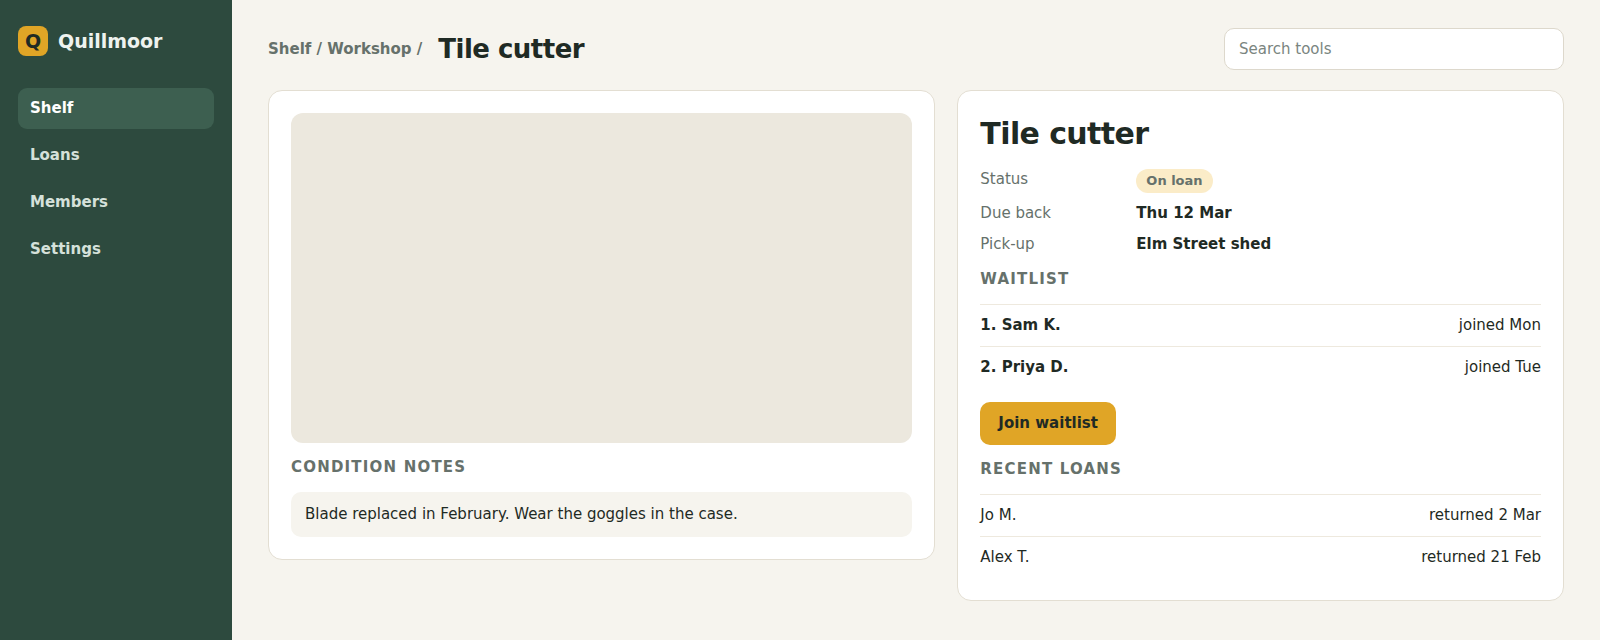 Q Quillmoor
Shelf
Loans
Members
Settings
Shelf / Workshop / Tile cutter
Search tools
CONDITION NOTES
Blade replaced in February. Wear the goggles in the case.
Tile cutter
Status On loan
Due back Thu 12 Mar
Pick-up Elm Street shed
WAITLIST
1. Sam K. joined Mon
2. Priya D. joined Tue
Join waitlist
RECENT LOANS
Jo M. returned 2 Mar
Alex T. returned 21 Feb